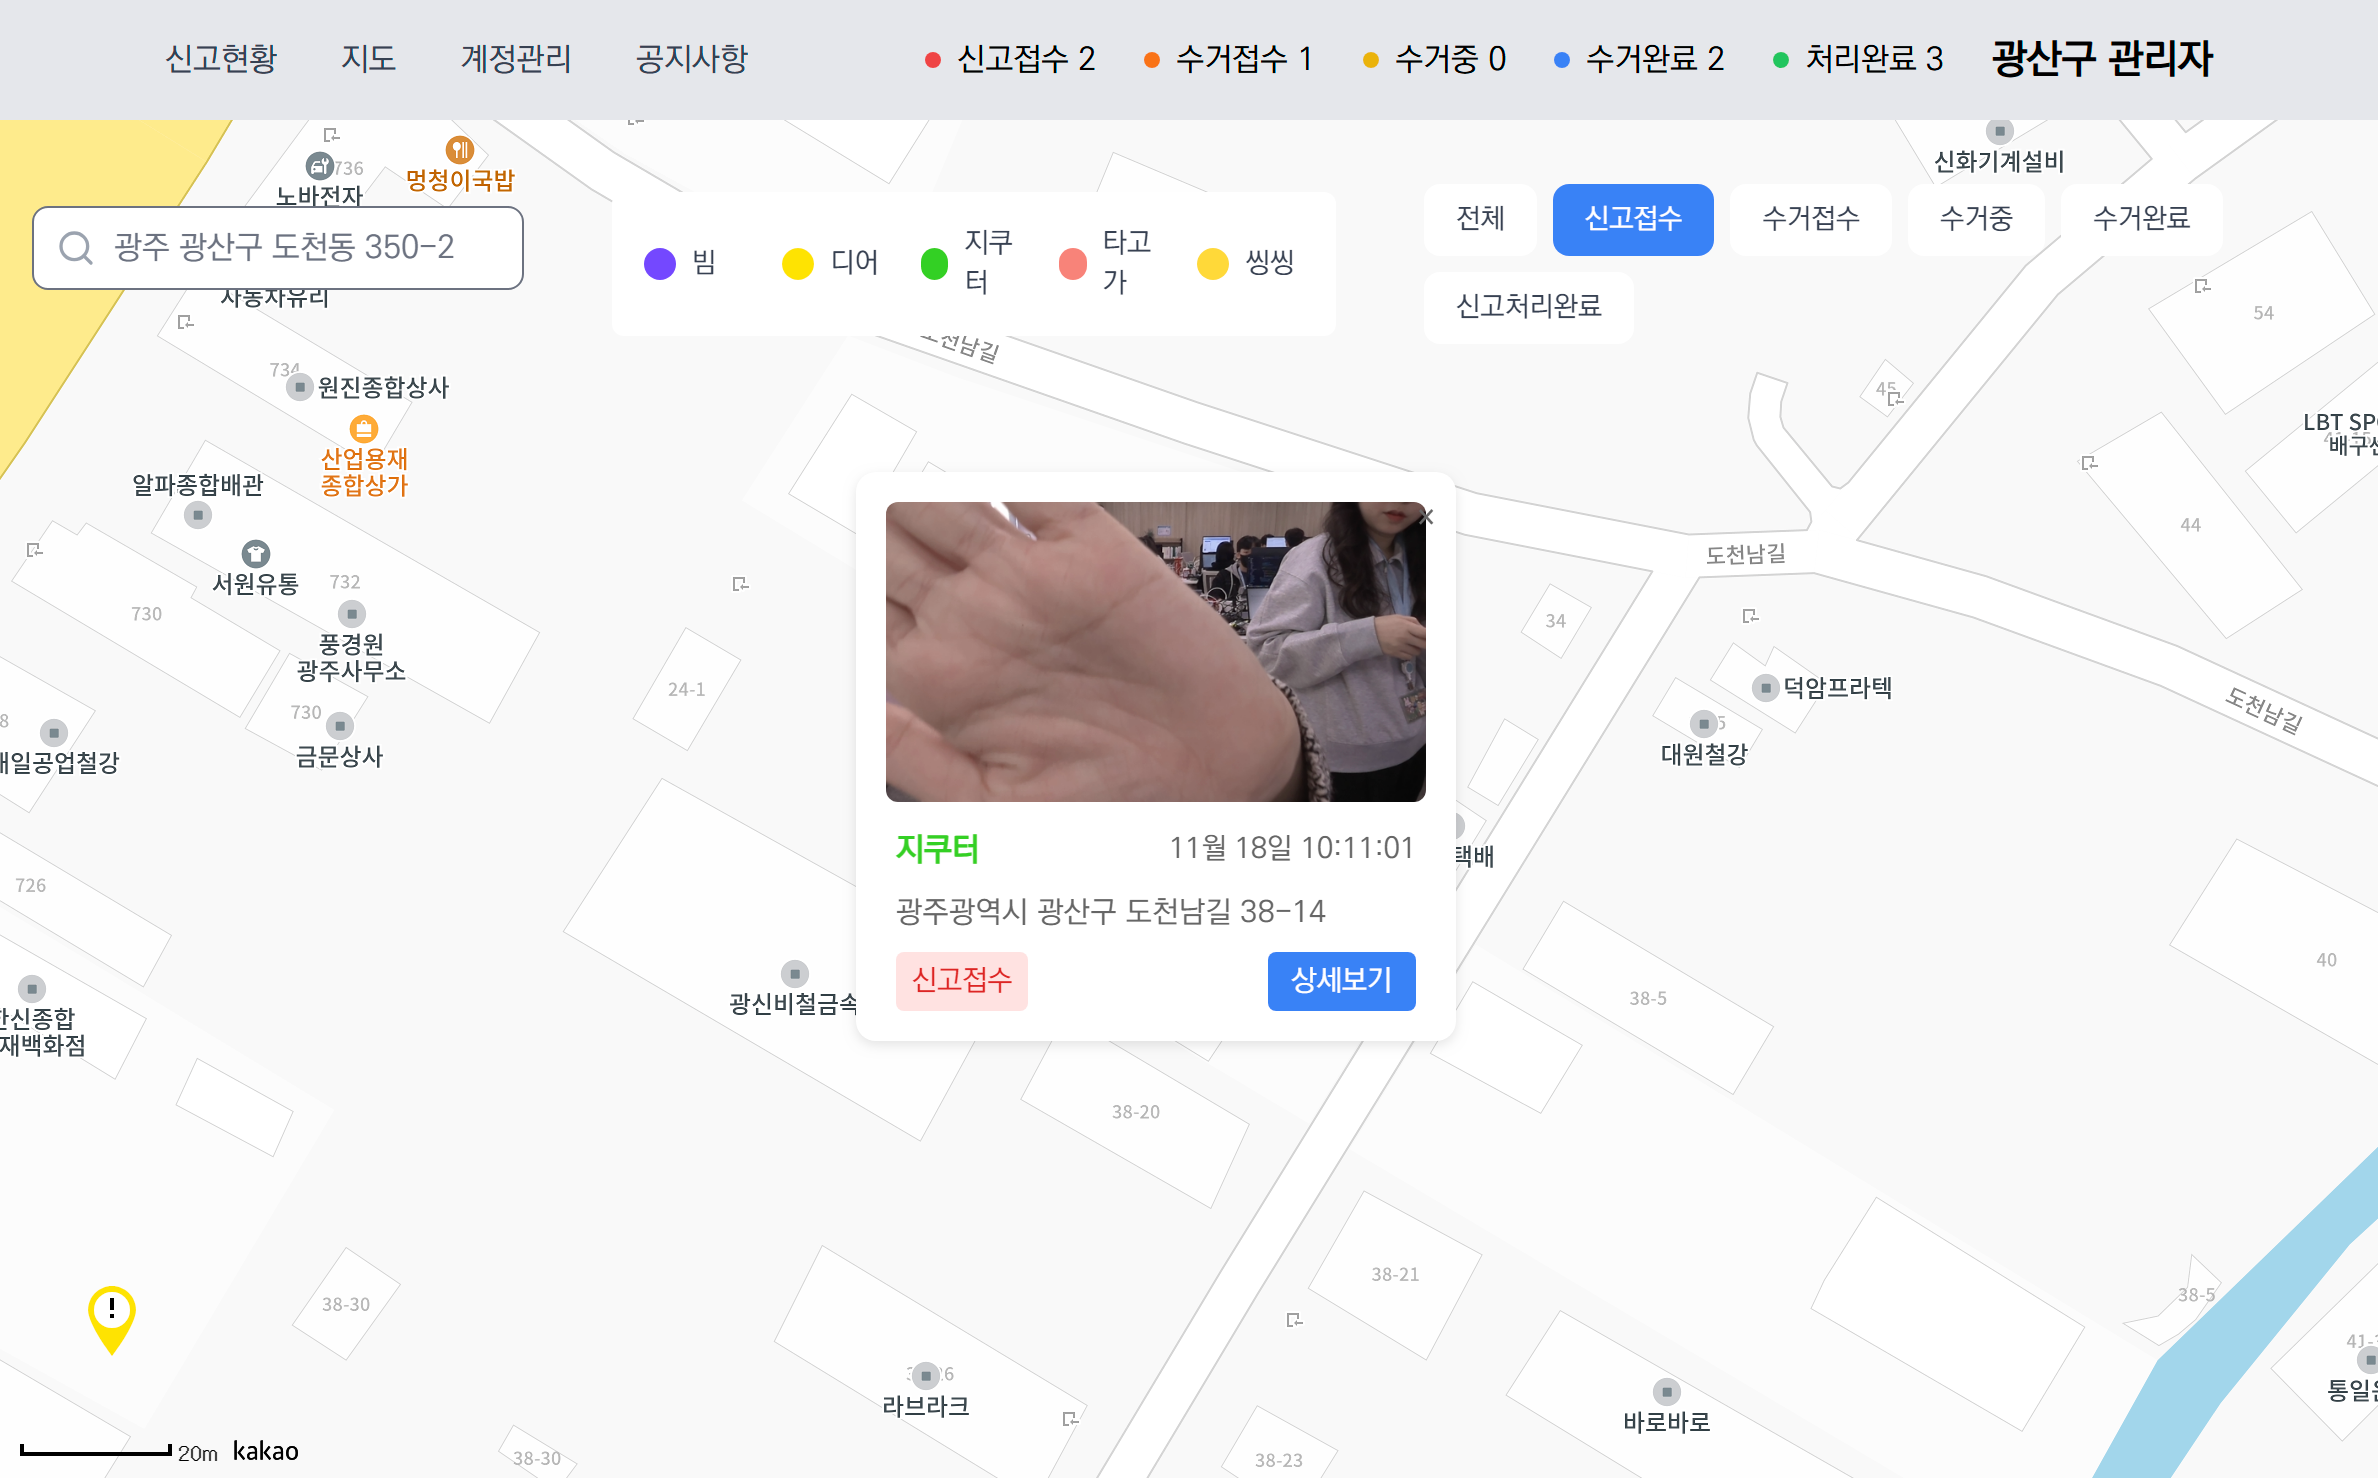 신고현황
지도
계정관리
공지사항
신고접수 2
수거접수 1
수거중 0
수거완료 2
처리완료 3
광산구 관리자
736
노바전자
멍청이국밥
신화기계설비
광주 광산구 도천동 350-2
자동차유리
빔
디어
지쿠
터
타고
가
씽씽
전체
신고접수
수거접수
수거중
수거완료
신고처리완료
도천남길
54
734
원진종합상사
45
산업용재
종합상가
LBT SP
알파종합배관
44
서원유통
732
730
도천남길
풍경원
광주사무소
34
24-1
덕암프라텍
도천남길
730
금문상사
대원철강
매일공업철강
지쿠터
11월 18일 10:11:01
택배
726
광주광역시 광산구 도천남길 38-14
신고접수
상세보기
40
광신비철금속
38-5
한신종합
재백화점
38-20
38-21
38-5
38-30
라브라크
바로바로
38-30
38-23
20m
kakao